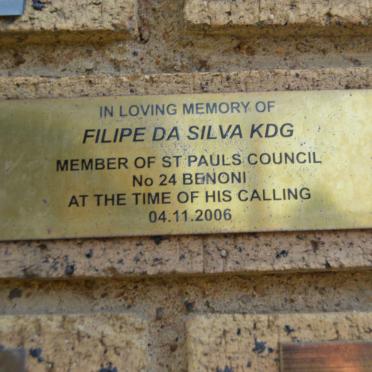 IN LOVING MEMORY OF
FILIPE DA SILVA KDG
MEMBER OF ST PAULS COUNCIL
No 24 BENONI
AT THE TIME OF HIS CALLING
04.11.2006